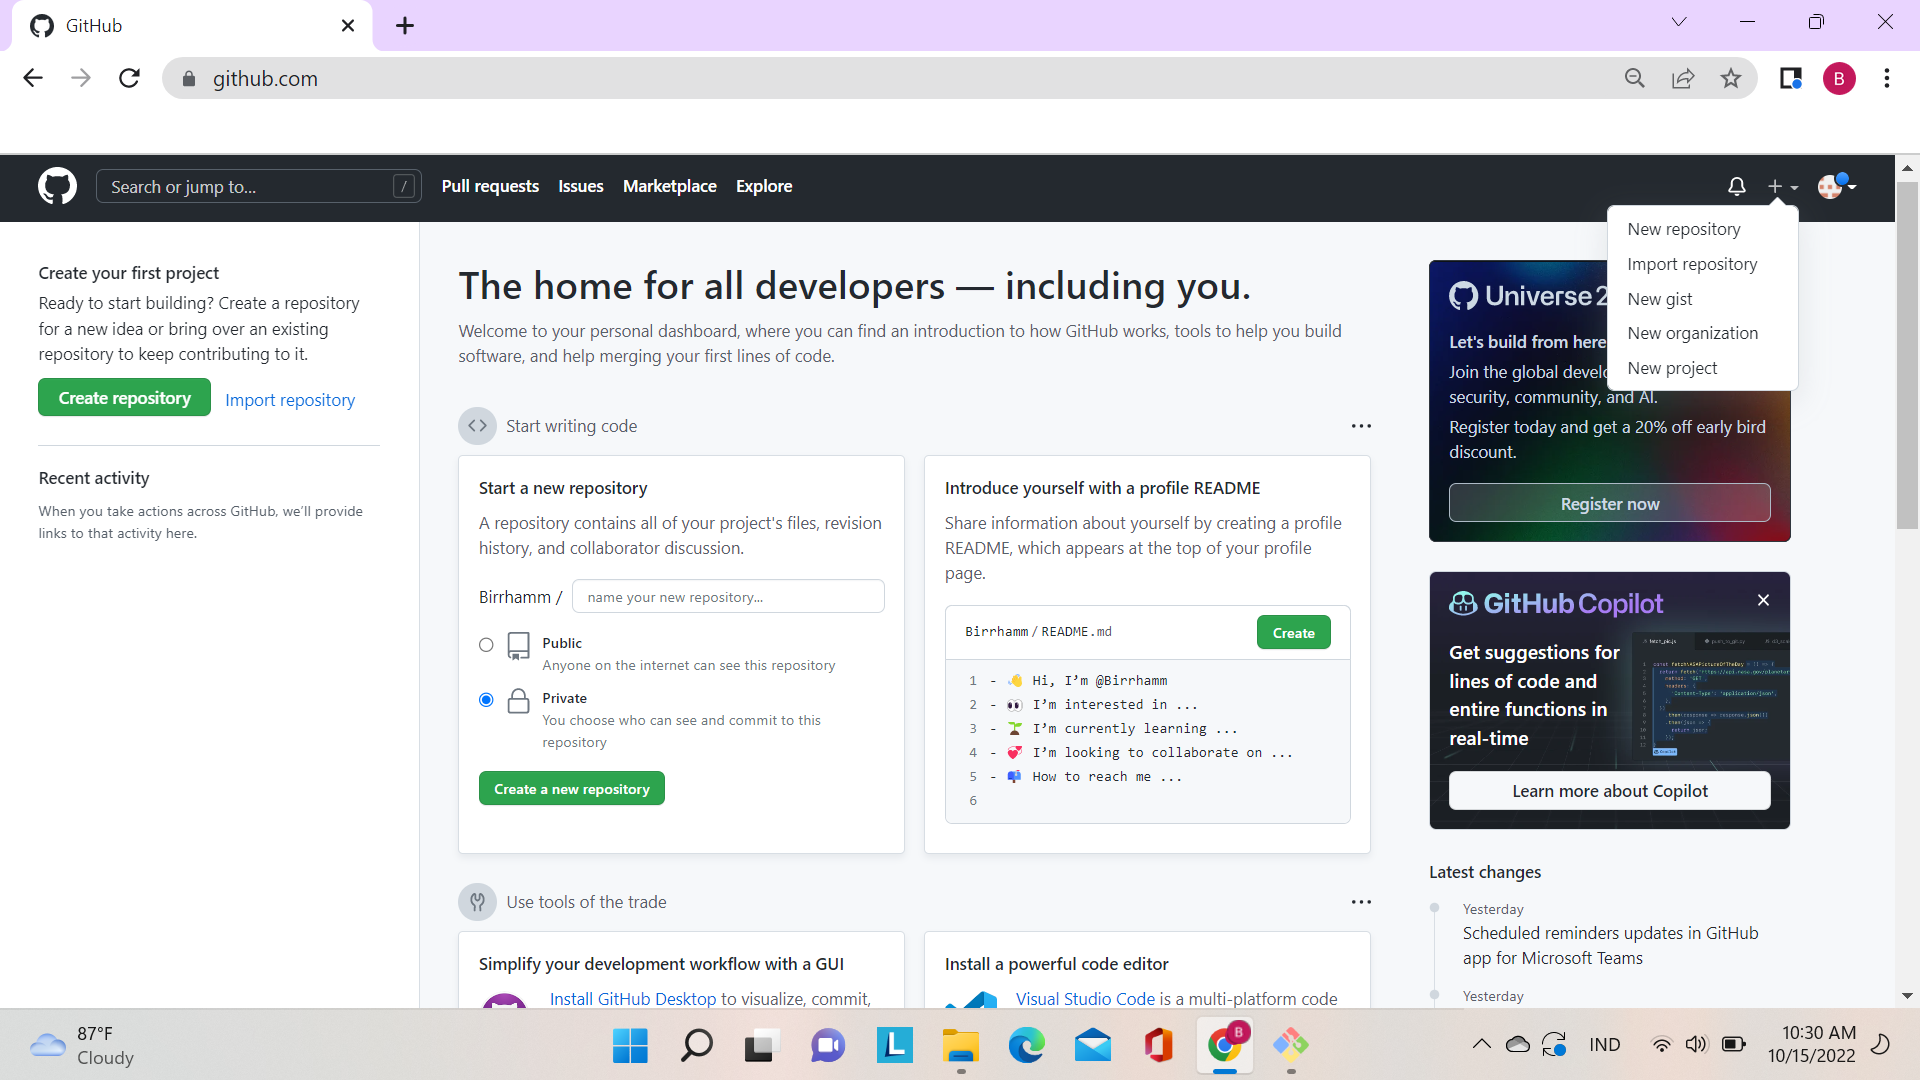 GitHub
github.com
B
Search or jump to...
/
Pull requests
Issues
Marketplace
Explore
New repository
Import repository
New gist
New organization
New project
Create your first project
Ready to start building? Create a repository
for a new idea or bring over an existing
repository to keep contributing to it.
Create repository
Import repository
Recent activity
When you take actions across GitHub, we’ll provide
links to that activity here.
The home for all developers — including you.
Welcome to your personal dashboard, where you can find an introduction to how GitHub works, tools to help you build
software, and help merging your first lines of code.
Start writing code
Start a new repository
A repository contains all of your project's files, revision
history, and collaborator discussion.
Birrhamm /
name your new repository...
Public
Anyone on the internet can see this repository
Private
You choose who can see and commit to this
repository
Create a new repository
Introduce yourself with a profile README
Share information about yourself by creating a profile
README, which appears at the top of your profile
page.
Birrhamm / README.md
Create
1 - 👋 Hi, I’m @Birrhamm
2 - 👀 I’m interested in ...
3 - 🌱 I’m currently learning ...
4 - 💞️ I’m looking to collaborate on ...
5 - 📫 How to reach me ...
6
Use tools of the trade
Simplify your development workflow with a GUI
Install GitHub Desktop to visualize, commit,
Install a powerful code editor
Visual Studio Code is a multi-platform code
Universe 2
Let's build from here
Join the global develo
security, community, and AI.
Register today and get a 20% off early bird
discount.
Register now
GitHub Copilot
Get suggestions for
lines of code and
entire functions in
real-time
Learn more about Copilot
Latest changes
Yesterday
Scheduled reminders updates in GitHub
app for Microsoft Teams
Yesterday
87°F
Cloudy
L
B
IND
10:30 AM
10/15/2022